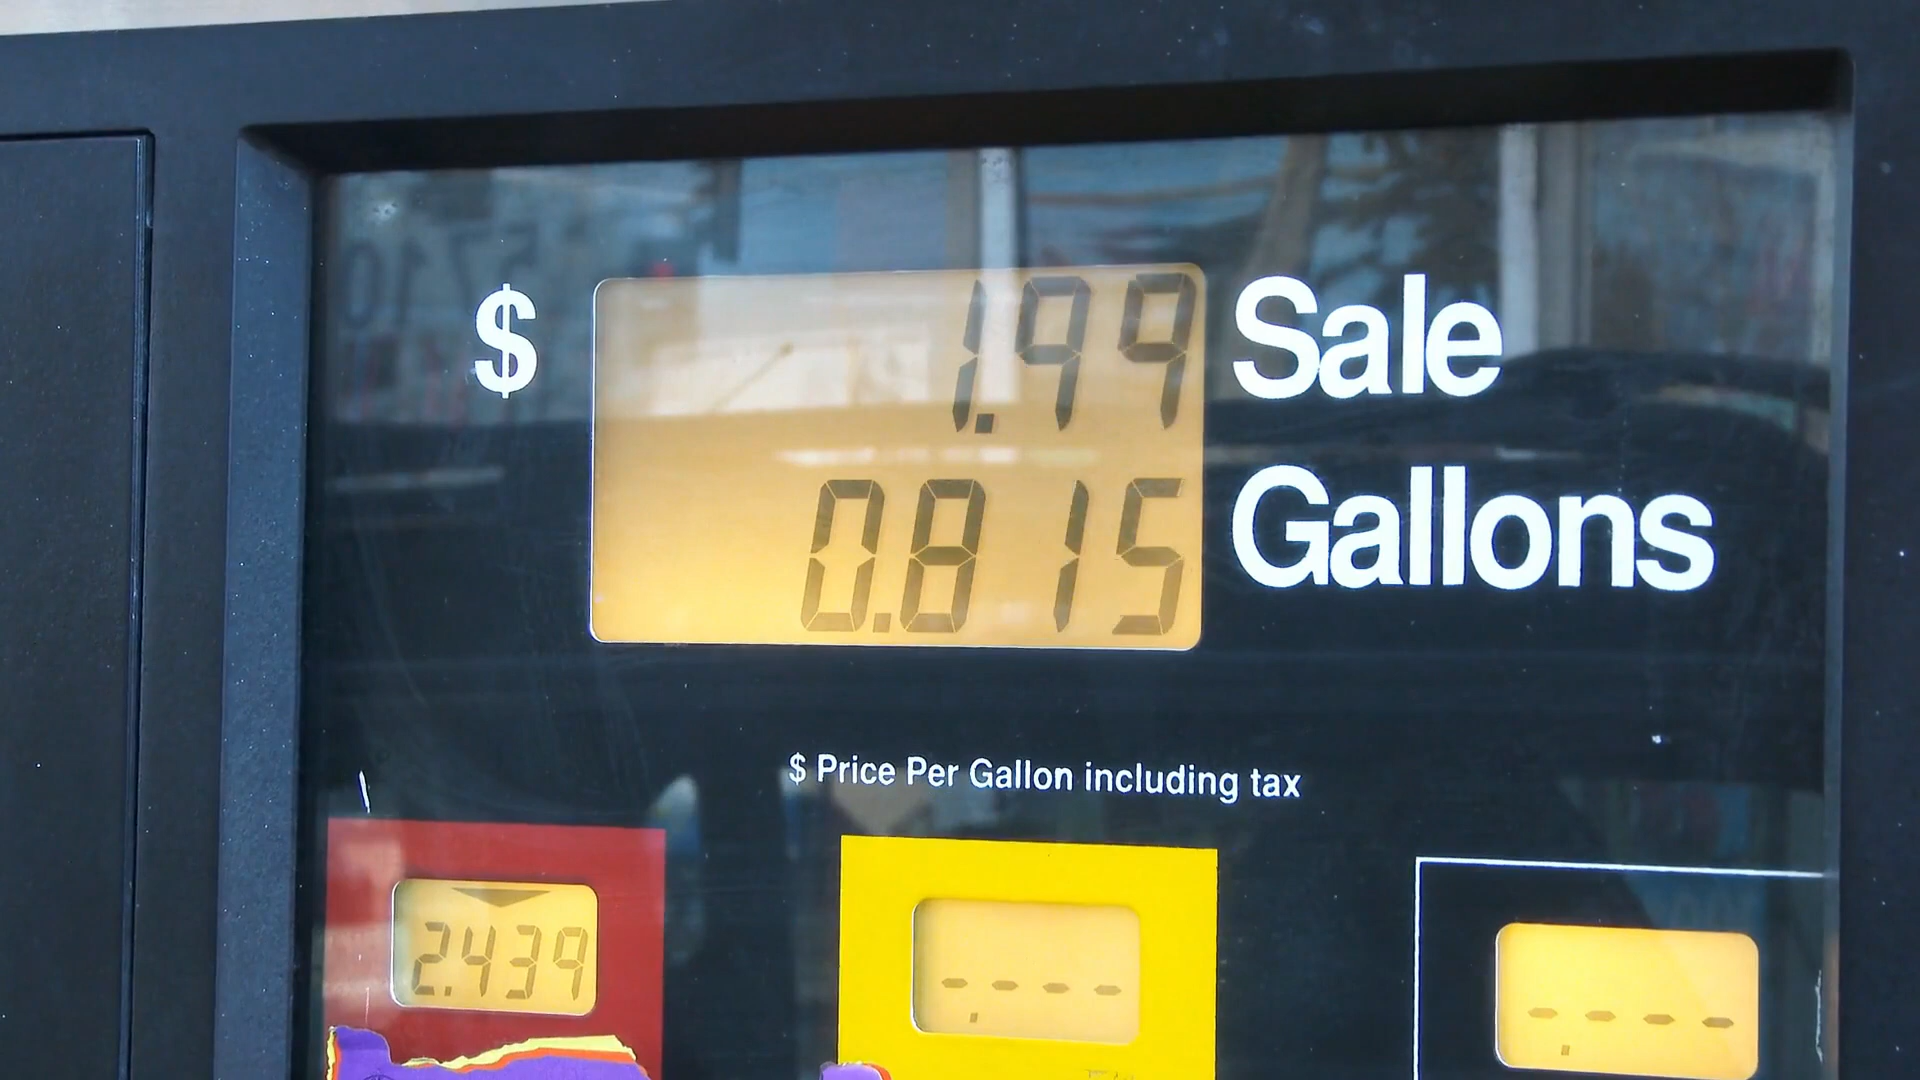 $ 1.99 Sale
0.815 Gallons
$ Price Per Gallon including tax
2.439
----
----